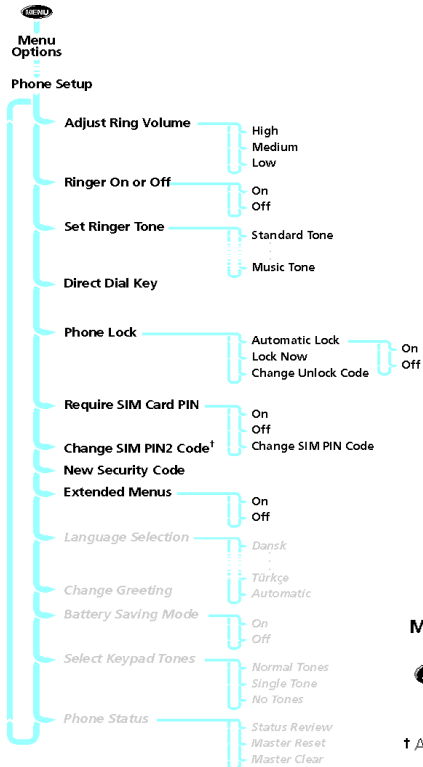 MENU
Menu
Options
Phone Setup
Adjust Ring Volume
High
Medium
Low
Ringer On or Off
On
Off
Set Ringer Tone
Standard Tone
Music Tone
Direct Dial Key
Phone Lock
Automatic Lock
On
Off
Lock Now
Change Unlock Code
Require SIM Card PIN
On
Off
Change SIM PIN Code
Change SIM PIN2 Code†
New Security Code
Extended Menus
On
Off
Language Selection
Dansk
Türkçe
Automatic
Change Greeting
Battery Saving Mode
On
Off
Select Keypad Tones
Normal Tones
Single Tone
No Tones
Phone Status
Status Review
Master Reset
Master Clear
M
† A